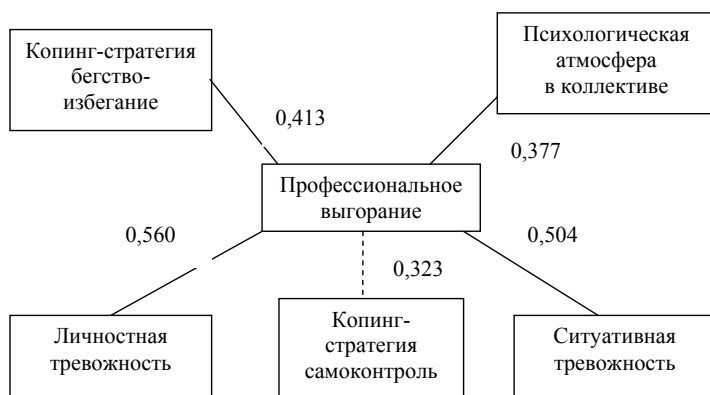 Копинг-стратегия
бегство-
избегание
Психологическая
атмосфера
в коллективе
0,413
0,377
Профессиональное
выгорание
0,560
0,504
0,323
Личностная
тревожность
Копинг-
стратегия
самоконтроль
Ситуативная
тревожность